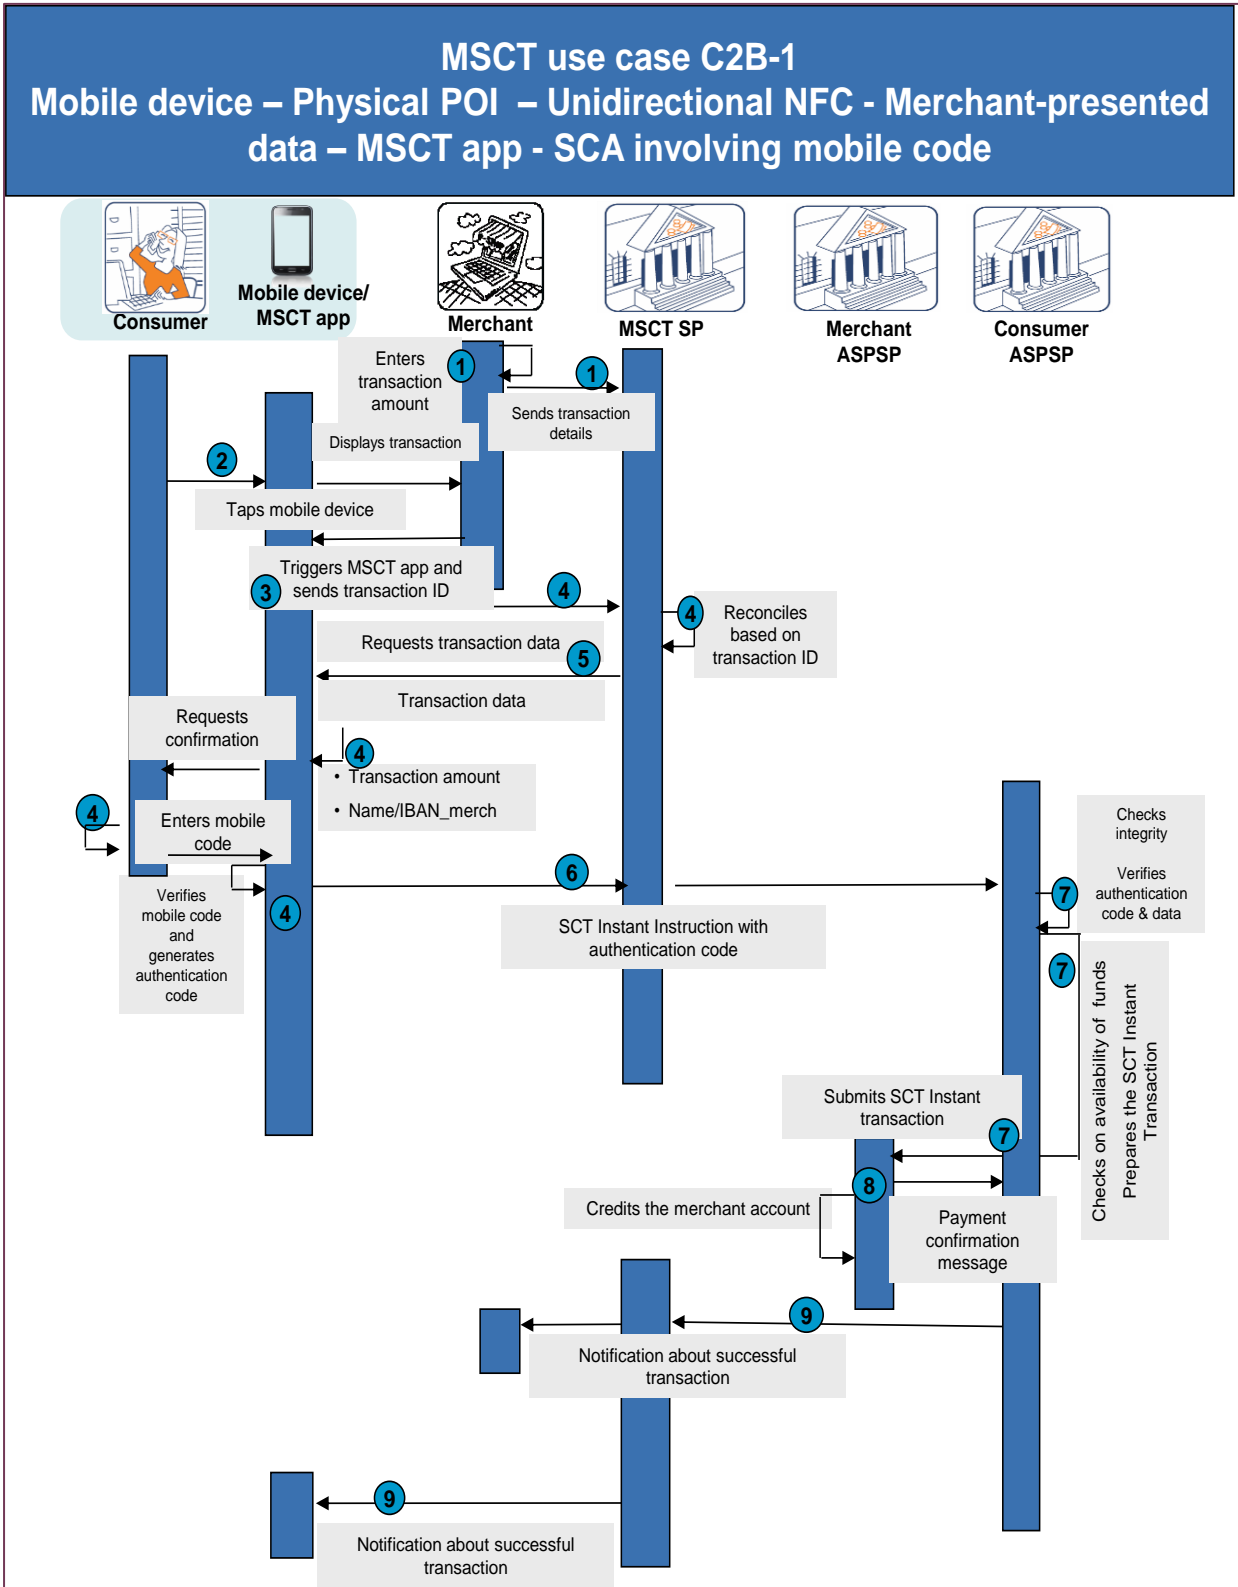 MSCT use case C2B-1
Mobile device – Physical POI – Unidirectional NFC - Merchant-presented
data – MSCT app - SCA involving mobile code
Consumer
Mobile device/
MSCT app
Merchant
MSCT SP
Merchant
ASPSP
Consumer
ASPSP
Enters
transaction
amount
1
1
Sends transaction
details
Displays transaction
2
Taps mobile device
Triggers MSCT app and
sends transaction ID
3
4
4
Reconciles
based on
transaction ID
Requests transaction data
5
Transaction data
Requests
confirmation
4
• Transaction amount
• Name/IBAN_merch
4
Enters mobile
code
Checks
integrity
Verifies
authentication
code & data
7
6
Verifies
mobile code
and
generates
authentication
code
4
SCT Instant Instruction with
authentication code
7
Checks on availability of funds
Prepares the SCT Instant
Transaction
Submits SCT Instant
transaction
7
8
Credits the merchant account
Payment
confirmation
message
9
Notification about successful
transaction
9
Notification about successful
transaction